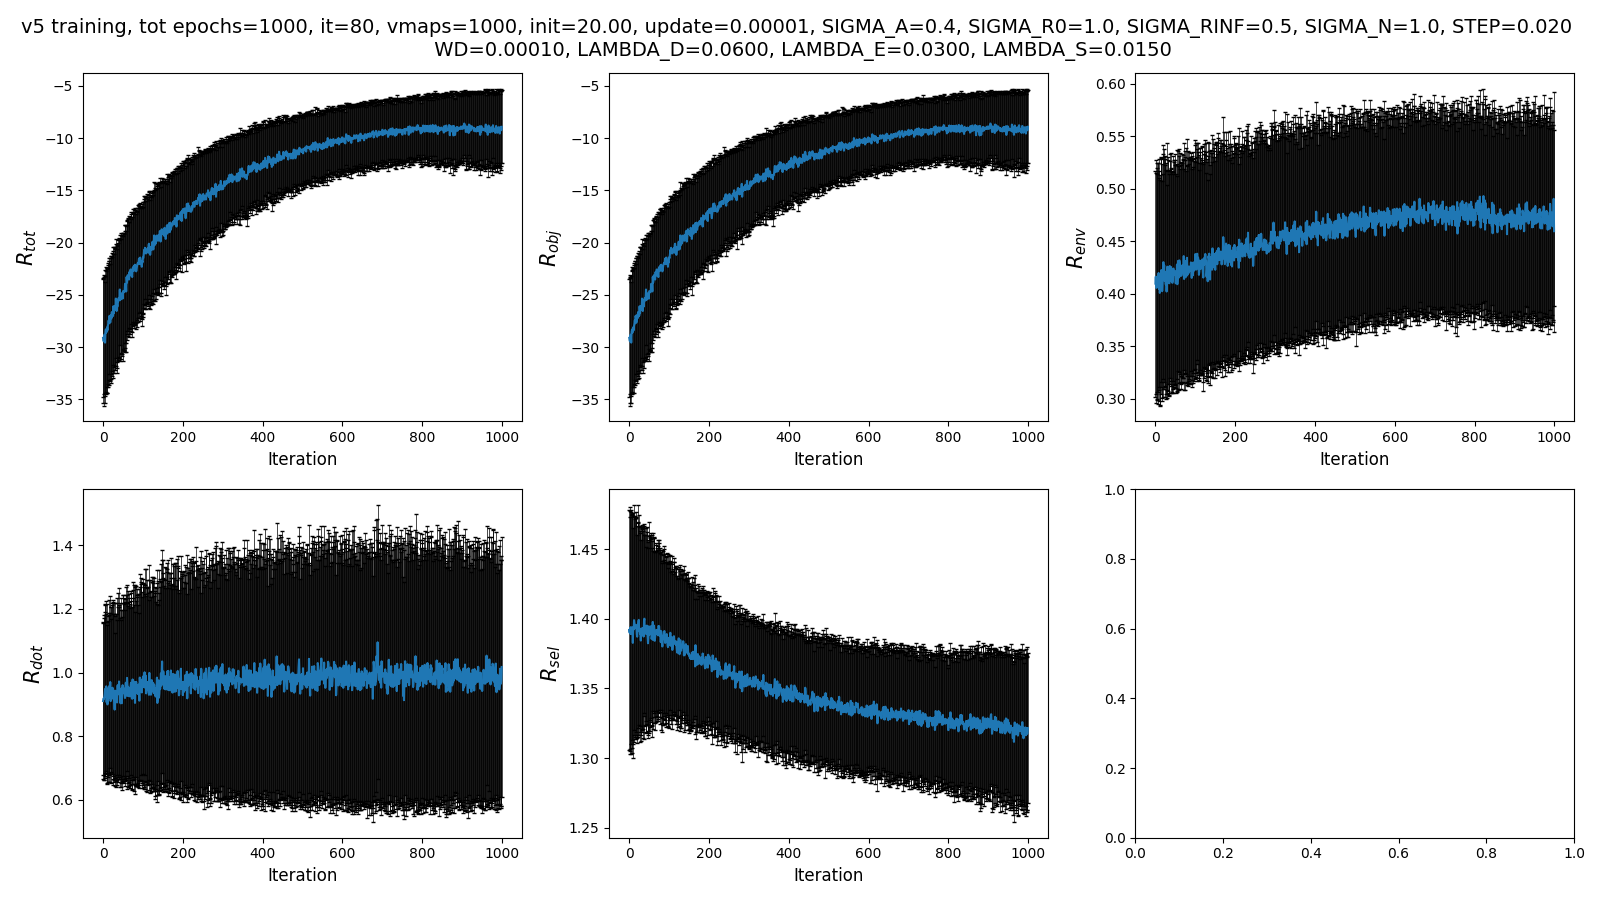 v5 training, tot epochs=1000, it=80, vmaps=1000, init=20.00, update=0.00001, SIGMA_A=0.4, SIGMA_R0=1.0, SIGMA_RINF=0.5, SIGMA_N=1.0, STEP=0.020
WD=0.00010, LAMBDA_D=0.0600, LAMBDA_E=0.0300, LAMBDA_S=0.0150
R_tot
−5
−10
−15
−20
−25
−30
−35
0 200 400 600 800 1000
Iteration
R_obj
−5
−10
−15
−20
−25
−30
−35
0 200 400 600 800 1000
Iteration
R_env
0.60
0.55
0.50
0.45
0.40
0.35
0.30
0 200 400 600 800 1000
Iteration
R_dot
1.4
1.2
1.0
0.8
0.6
0 200 400 600 800 1000
Iteration
R_sel
1.45
1.40
1.35
1.30
1.25
0 200 400 600 800 1000
Iteration
1.0
0.8
0.6
0.4
0.2
0.0
0.0 0.2 0.4 0.6 0.8 1.0